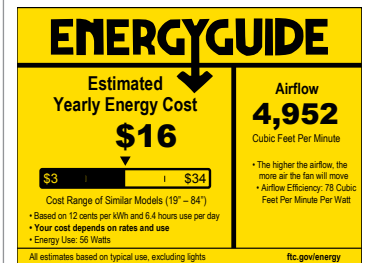 ENERGYGUIDE
Estimated
Yearly Energy Cost
$16
$3
$34
Cost Range of Similar Models (19” – 84”)
• Based on 12 cents per kWh and 6.4 hours use per day
• Your cost depends on rates and use
• Energy Use: 56 Watts
Airflow
4,952
Cubic Feet Per Minute
• The higher the airflow, the
more air the fan will move
• Airflow Efficiency: 78 Cubic
Feet Per Minute Per Watt
All estimates based on typical use, excluding lights
ftc.gov/energy